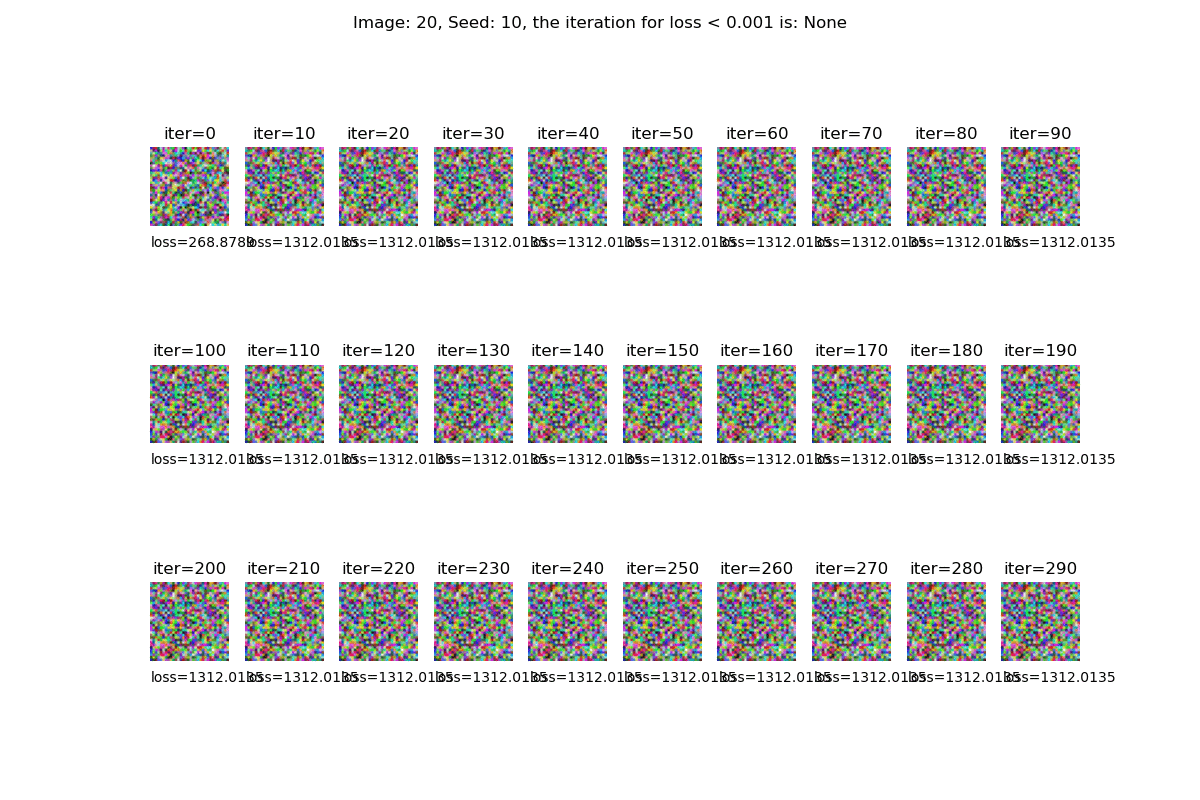 Image: 20, Seed: 10, the iteration for loss < 0.001 is: None
iter=0 iter=10 iter=20 iter=30 iter=40 iter=50 iter=60 iter=70 iter=80 iter=90
loss=268.8789 loss=1312.0135 loss=1312.0135 loss=1312.0135 loss=1312.0135 loss=1312.0135 loss=1312.0135 loss=1312.0135 loss=1312.0135 loss=1312.0135
iter=100 iter=110 iter=120 iter=130 iter=140 iter=150 iter=160 iter=170 iter=180 iter=190
loss=1312.0135 loss=1312.0135 loss=1312.0135 loss=1312.0135 loss=1312.0135 loss=1312.0135 loss=1312.0135 loss=1312.0135 loss=1312.0135 loss=1312.0135
iter=200 iter=210 iter=220 iter=230 iter=240 iter=250 iter=260 iter=270 iter=280 iter=290
loss=1312.0135 loss=1312.0135 loss=1312.0135 loss=1312.0135 loss=1312.0135 loss=1312.0135 loss=1312.0135 loss=1312.0135 loss=1312.0135 loss=1312.0135